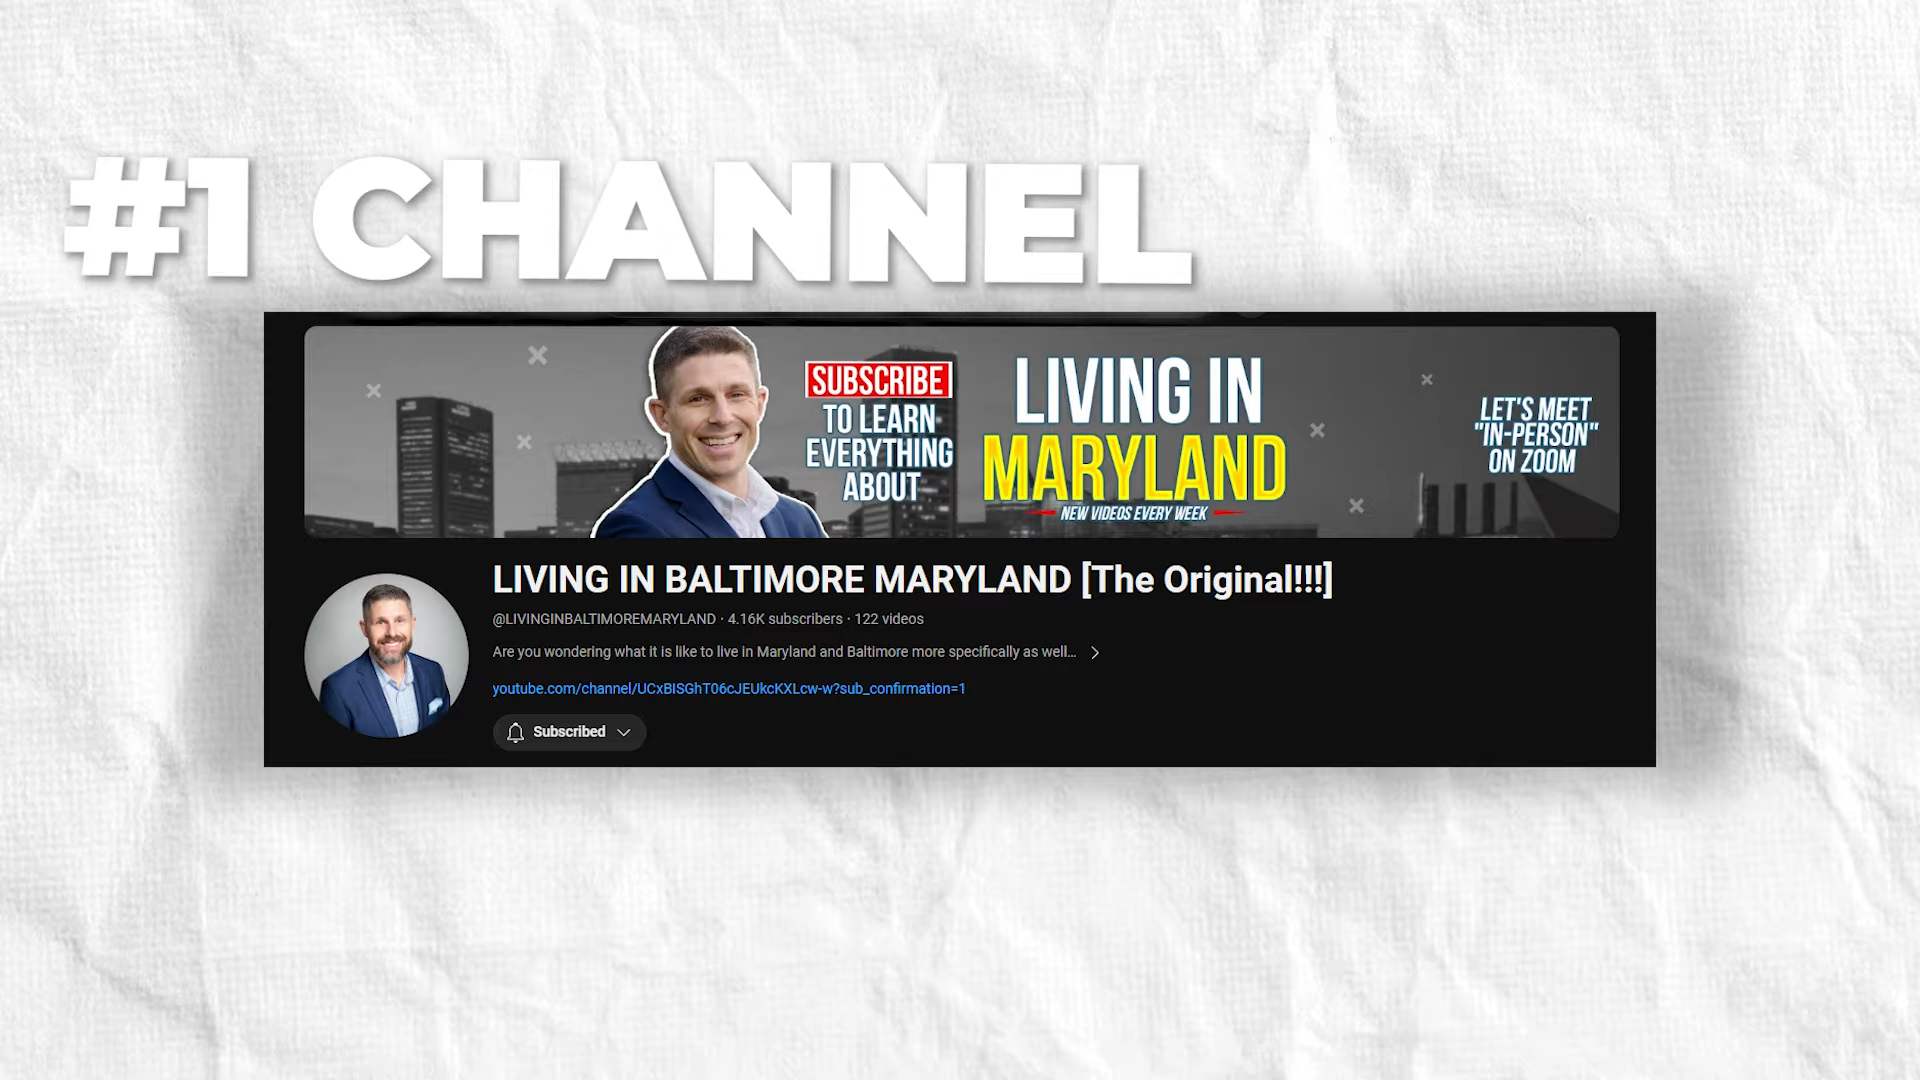 #1 CHANNEL
SUBSCRIBE
TO LEARN
EVERYTHING
ABOUT
LIVING IN
MARYLAND
NEW VIDEOS EVERY WEEK
LET'S MEET
"IN-PERSON"
ON ZOOM
LIVING IN BALTIMORE MARYLAND [The Original!!!]
@LIVINGINBALTIMOREMARYLAND · 4.16K subscribers · 122 videos
Are you wondering what it is like to live in Maryland and Baltimore more specifically as well...
youtube.com/channel/UCxBISGhT06cJEUkcKXLcw-w?sub_confirmation=1
Subscribed